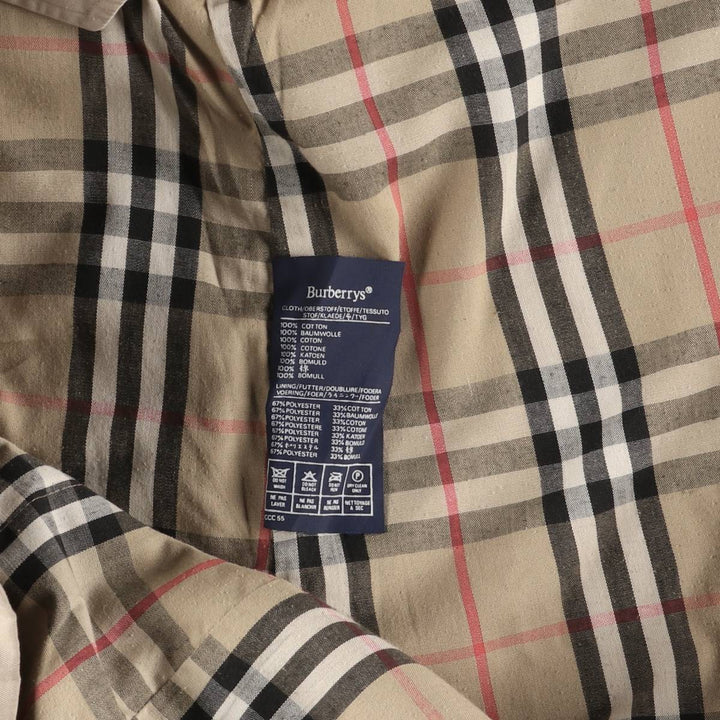 Burberrys®
CLOTH/OBERSTOFF/ETOFFE/TESSUTO
STOF/KLAEDE/号/TYG
100% COTTON
100% BAUMWOLLE
100% COTON
100% COTONE
100% KATOEN
100% BOMULD
100% 棉
100% BOMULL
LINING/FUTTER/DOUBLURE/FODERA
VOERING/FOER/ライニング/FODER
67% POLYESTER 33% COTTON
67% POLYESTER 33% BAUMWOLLE
67% POLYESTER 33% COTON
67% POLYESTERE 33% COTONE
67% POLYESTER 33% KATOEN
67% POLYESTER 33% BOMULD
67% ポリエステル 33% 棉
67% POLYESTER 33% BOMULL
DO NOT WASH
DO NOT BLEACH
DO NOT IRON
P
DRY CLEAN ONLY
NE PAS LAVER
NE PAS BLANCHIR
NE PAS
NETTOYAGE A SEC
CCC 55